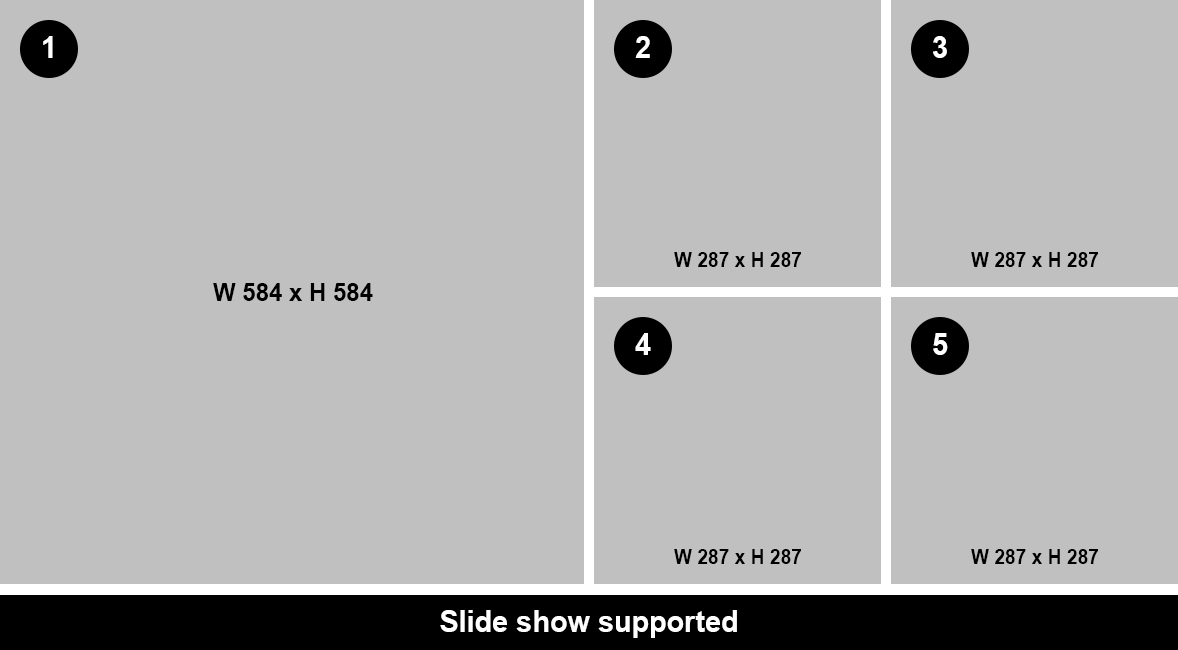 1
2
3
W 287 x H 287
W 287 x H 287
W 584 x H 584
4
5
W 287 x H 287
W 287 x H 287
Slide show supported